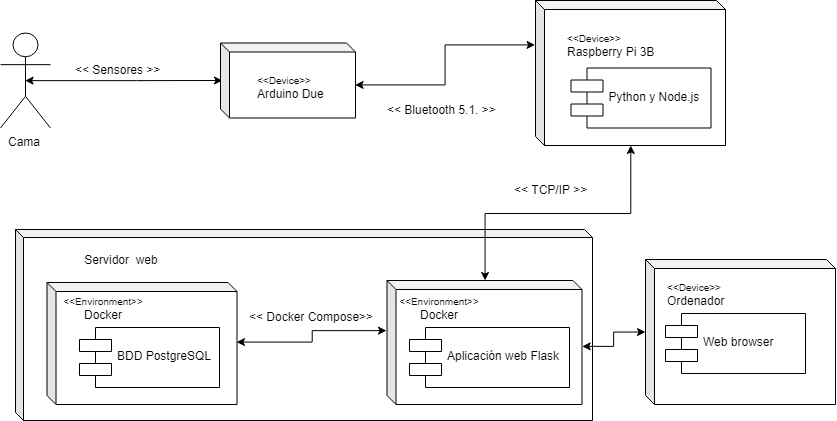 <<Device>>
Raspberry Pi 3B
Python y Node.js
<< Sensores >>
<<Device>>
Arduino Due
<< Bluetooth 5.1. >>
Cama
<< TCP/IP >>
Servidor web
<<Environment>>
Docker
BDD PostgreSQL
<< Docker Compose>>
<<Environment>>
Docker
Aplicación web Flask
<<Device>>
Ordenador
Web browser